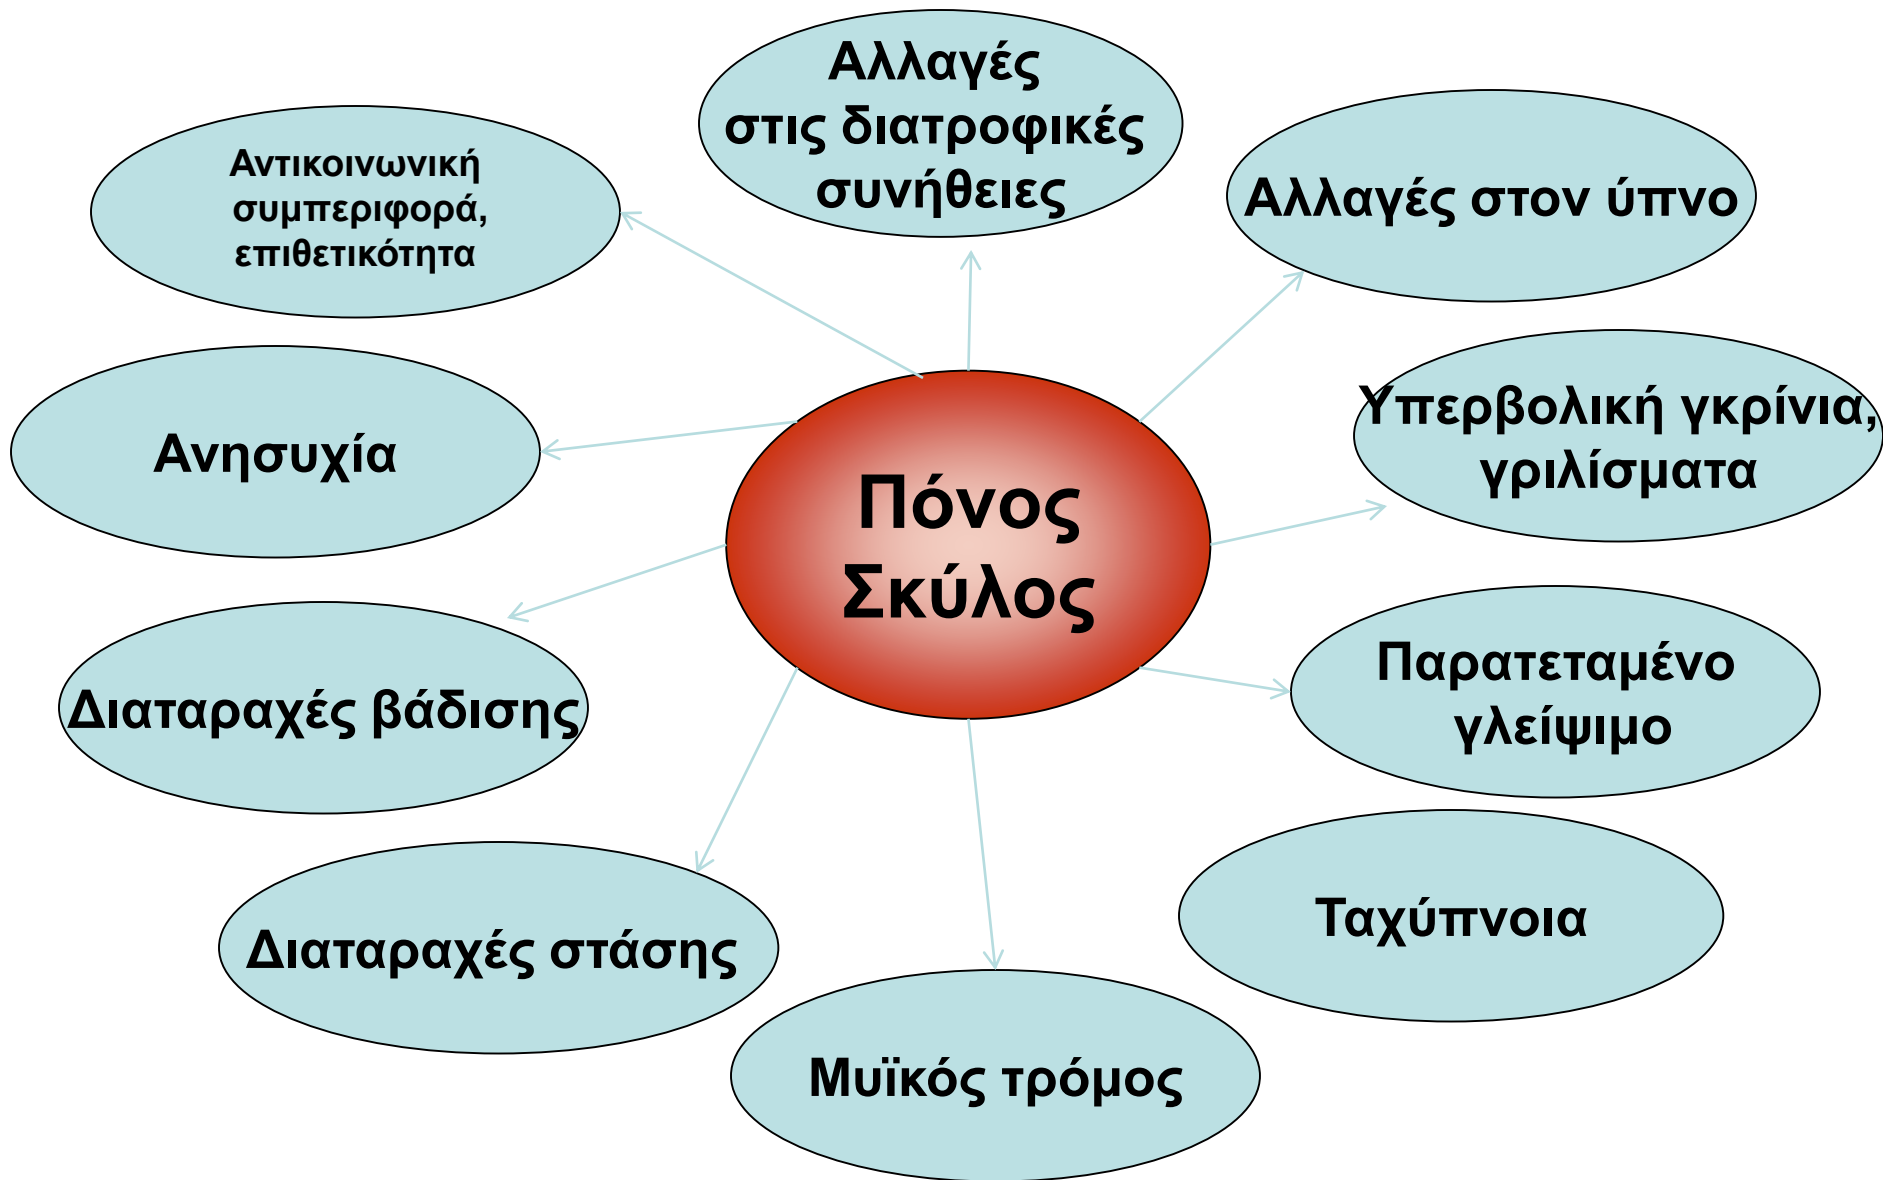 Αλλαγές
στις διατροφικές
συνήθειες
Αντικοινωνική
συμπεριφορά,
επιθετικότητα
Αλλαγές στον ύπνο
Υπερβολική γκρίνια,
γριλίσματα
Ανησυχία
Πόνος
Σκύλος
Παρατεταμένο
γλείψιμο
Διαταραχές βάδισης
Ταχύπνοια
Διαταραχές στάσης
Μυϊκός τρόμος